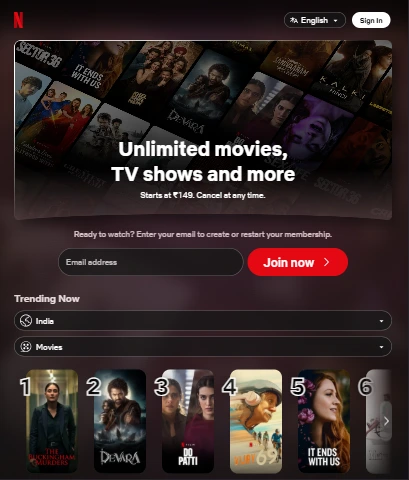 N
English
Sign In
SECTOR 36
IT ENDS
WITH US
DEVARA
KALKI
HINDI
Unlimited movies,
TV shows and more
Starts at ₹149. Cancel at any time.
Ready to watch? Enter your email to create or restart your membership.
Email address
Join now
Trending Now
India
Movies
1
2
3
4
5
6
THE
BUCKINGHAM
MURDERS
DEVARA
DO
PATTI
69
IT ENDS
WITH US